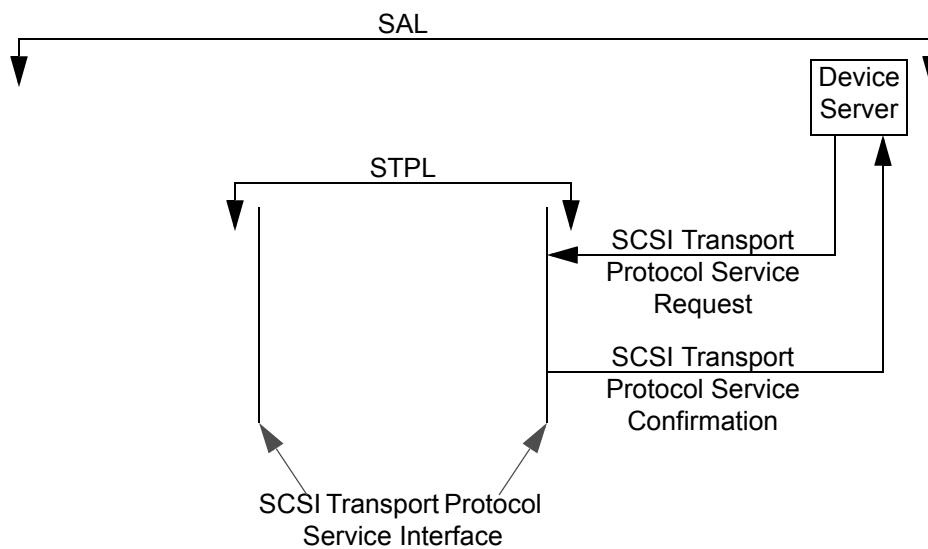 SAL
Device
Server
STPL
SCSI Transport
Protocol Service
Request
SCSI Transport
Protocol Service
Confirmation
SCSI Transport Protocol
Service Interface